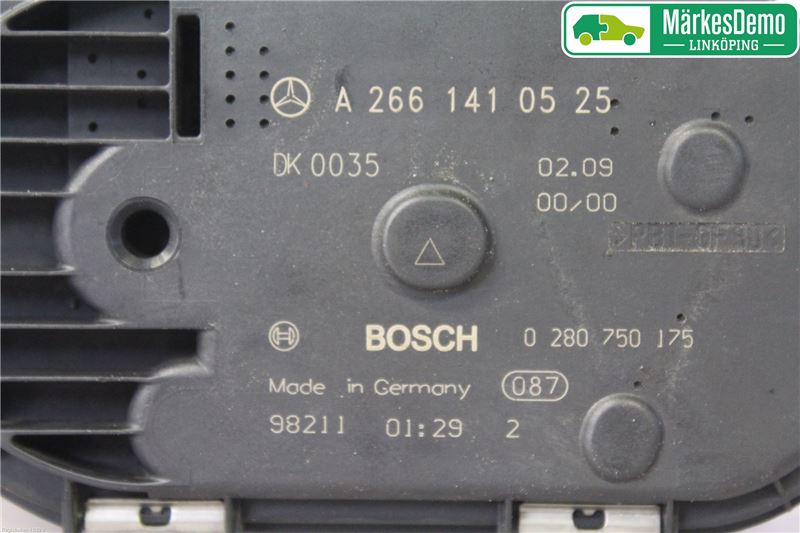 MärkesDemo
LINKÖPING
A 266 141 05 25
DK 0035
02.09
00/00
BOSCH 0 280 750 175
Made in Germany 087
98211 01:29 2